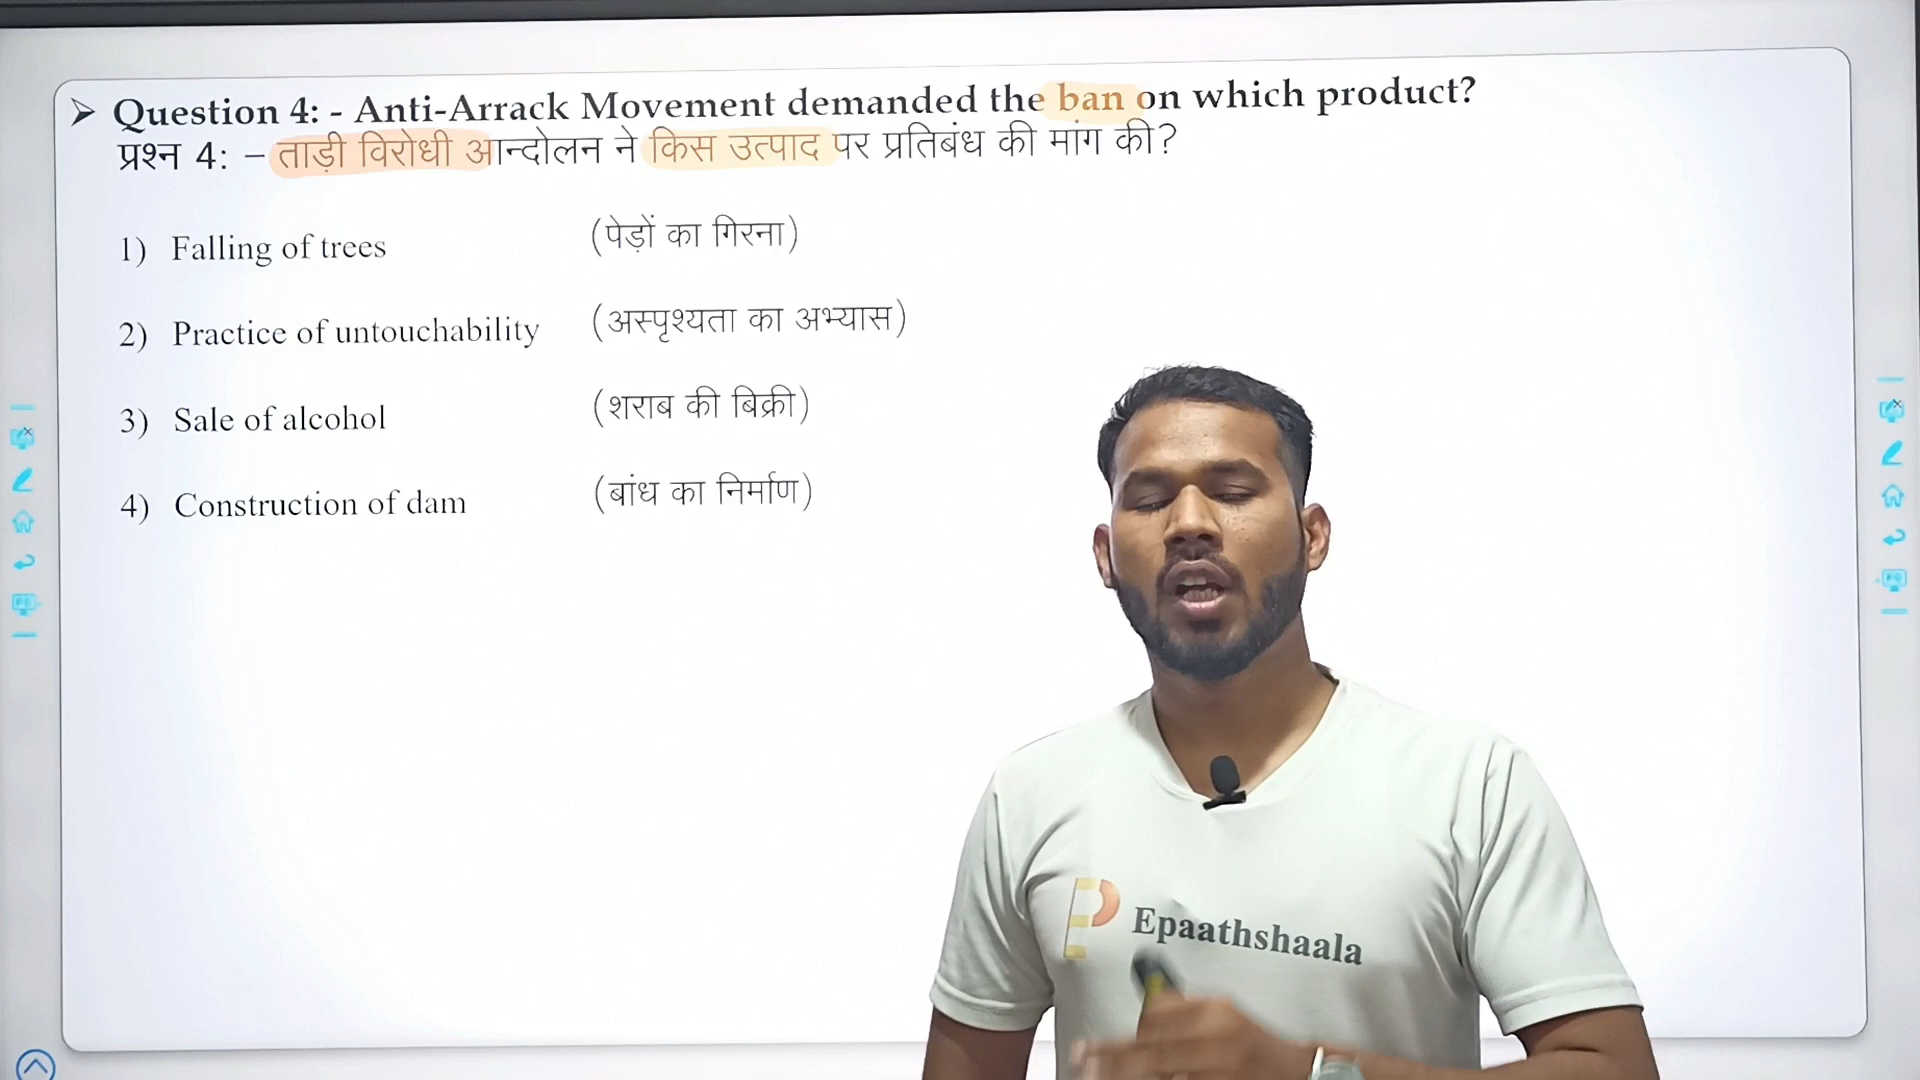 ➤ Question 4: - Anti-Arrack Movement demanded the ban on which product?
प्रश्न 4: – ताड़ी विरोधी आन्दोलन ने किस उत्पाद पर प्रतिबंध की मांग की?
1) Falling of trees (पेड़ों का गिरना)
2) Practice of untouchability (अस्पृश्यता का अभ्यास)
3) Sale of alcohol (शराब की बिक्री)
4) Construction of dam (बांध का निर्माण)
Epaathshaala